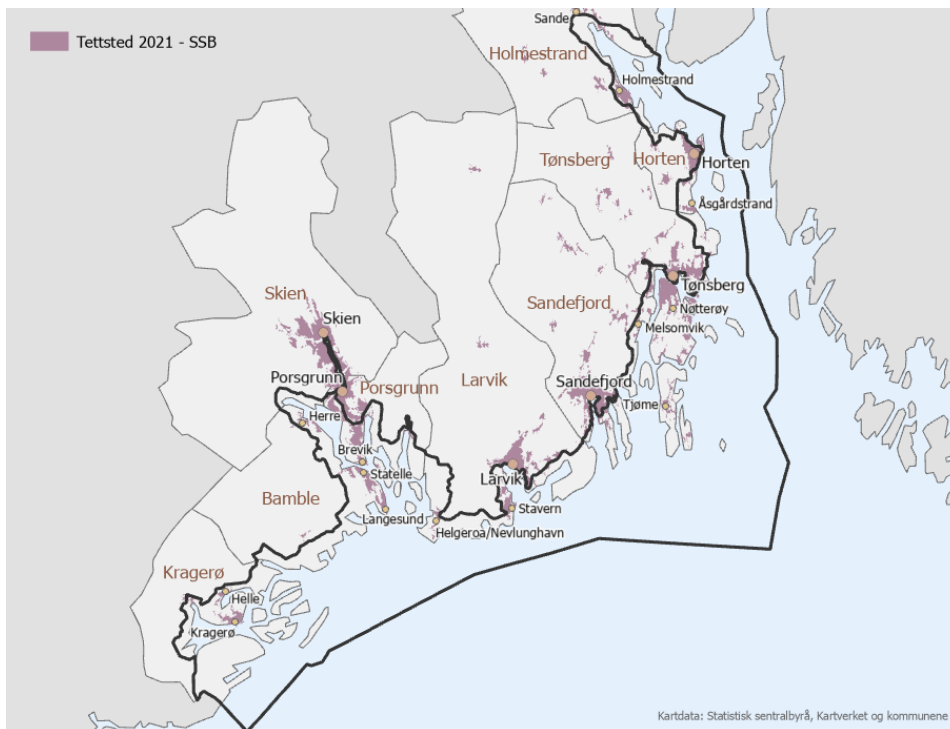 Tettsted 2021 - SSB
Sande
Holmestrand
Holmestrand
Tønsberg
Horten
Horten
Åsgårdstrand
Tønsberg
Skien
Sandefjord
Nøtterøy
Skien
Melsomvik
Porsgrunn
Porsgrunn
Larvik
Sandefjord
Tjøme
Herre
Brevik
Statelle
Larvik
Bamble
Langesund
Stavern
Helgeroa/Nevlunghavn
Kragerø
Helle
Kragerø
Kartdata: Statistisk sentralbyrå, Kartverket og kommunene